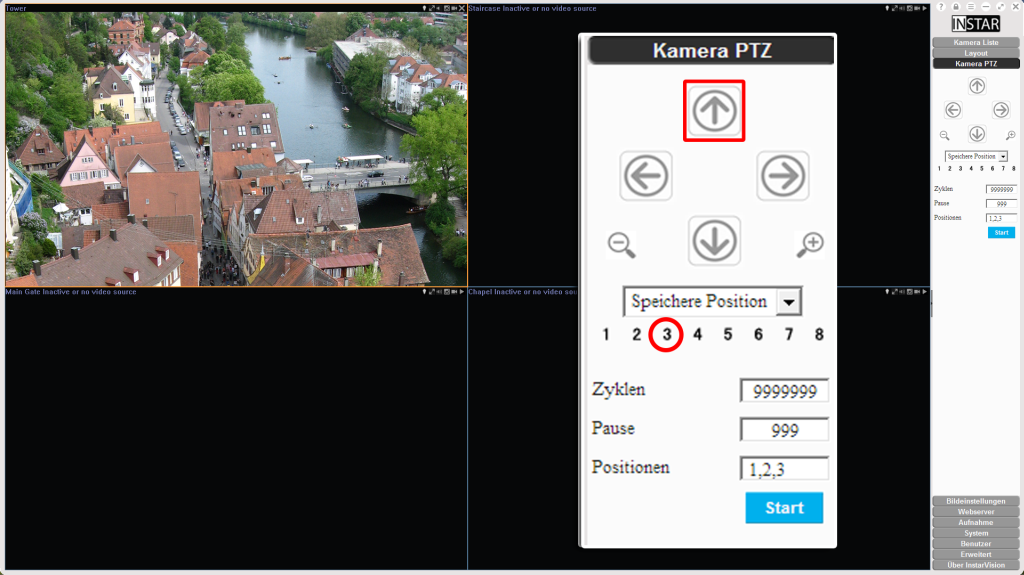 Tower
Staircase Inactive or no video source
INSTAR
Kamera Liste
Layout
Kamera PTZ
Speichere Position
1 2 3 4 5 6 7 8
Zyklen 9999999
Pause 999
Positionen 1,2,3
Start
Kamera PTZ
Speichere Position
1 2 3 4 5 6 7 8
Zyklen 9999999
Pause 999
Positionen 1,2,3
Start
Main Gate Inactive or no video source
Chapel Inactive or no video sou
Bildeinstellungen
Webserver
Aufnahme
System
Benutzer
Erweitert
Über InstarVision